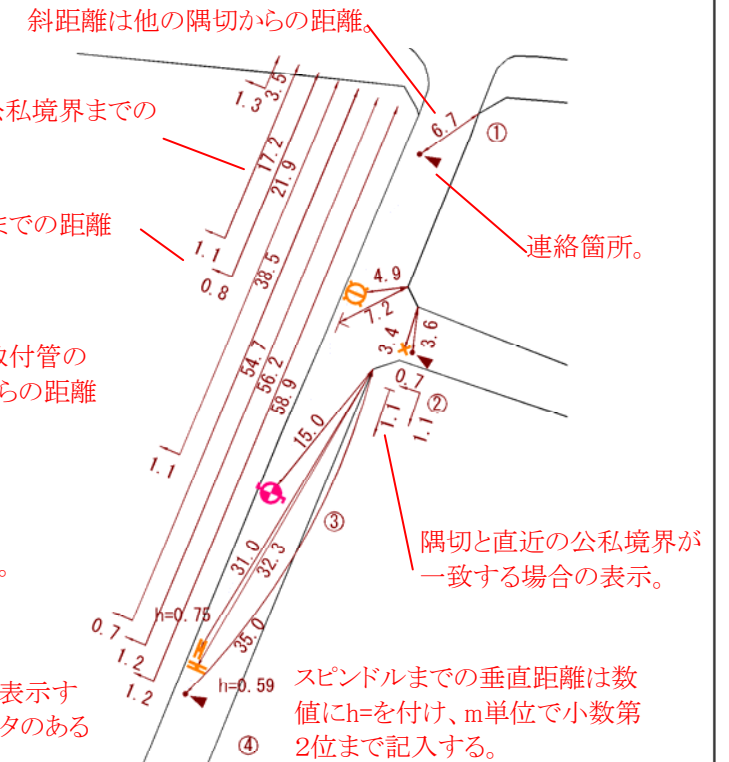 斜距離は他の隅切からの距離。
3.5
1.3
公私境界までの
6.7
①
17.2
21.9
までの距離
連絡箇所。
1.1
0.8
4.9
38.5
7.2
3.4
3.6
取付管の
らの距離
54.7
56.2
58.9
0.7
②
1.1
1.1
15.0
1.1
③
隅切と直近の公私境界が
一致する場合の表示。
31.0
32.3
。
h=0.75
0.7
35.0
1.2
1.2
h=0.59
表示す
タのある
スピンドルまでの垂直距離は数
値にh=を付け、m単位で小数第
2位まで記入する。
④